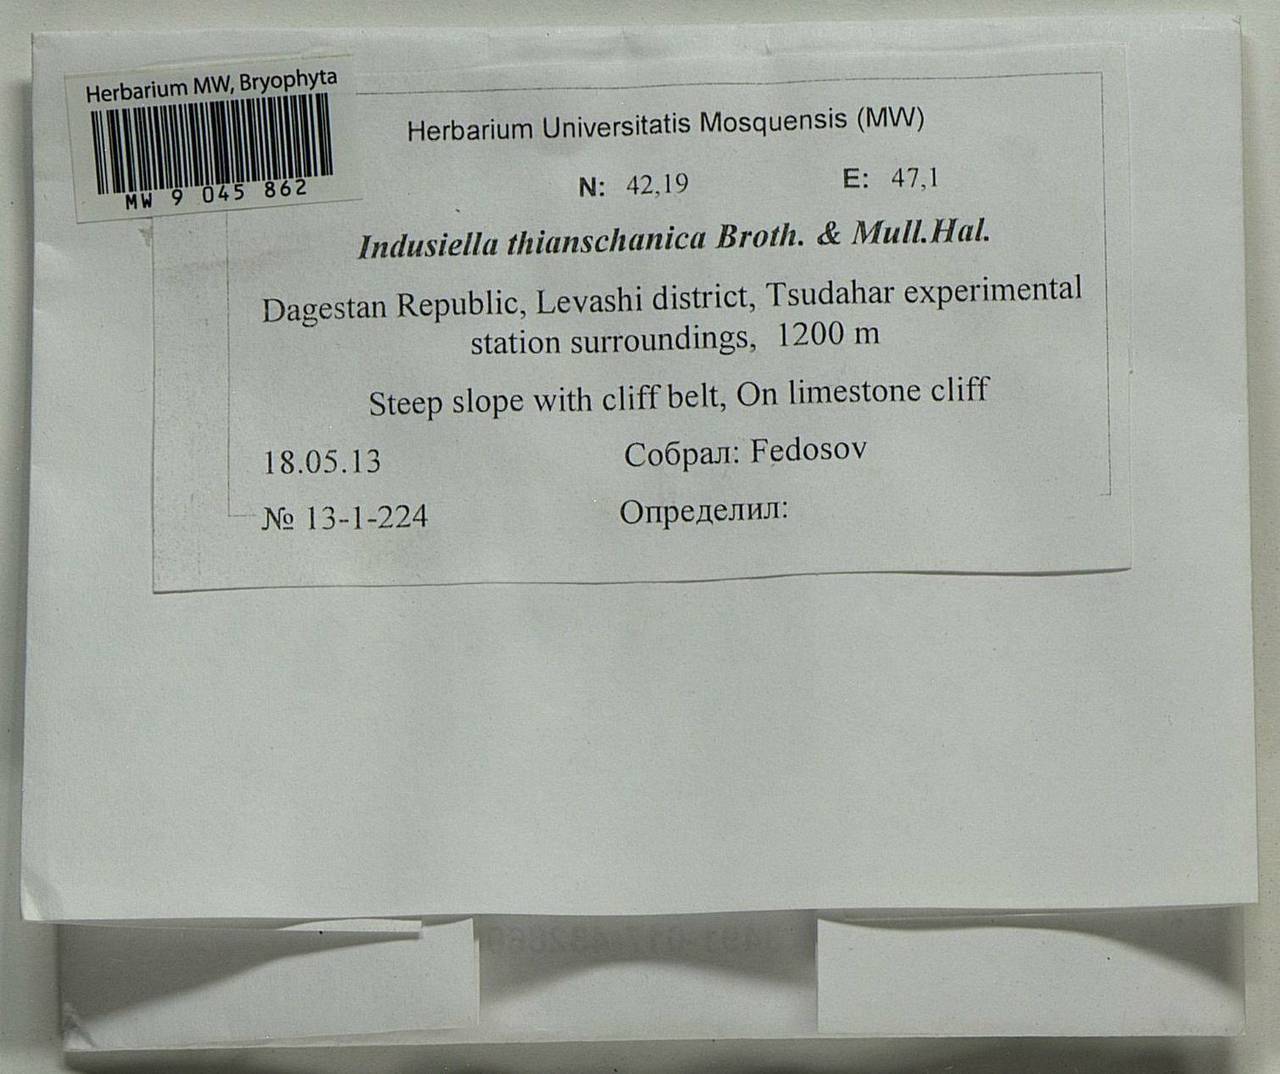 Herbarium MW, Bryophyta
MW 9 045 862
Herbarium Universitatis Mosquensis (MW)
N: 42,19 E: 47,1
Indusiella thianschanica Broth. & Mull.Hal.
Dagestan Republic, Levashi district, Tsudahar experimental
station surroundings, 1200 m
Steep slope with cliff belt, On limestone cliff
18.05.13 Собрал: Fedosov
№ 13-1-224 Определил: